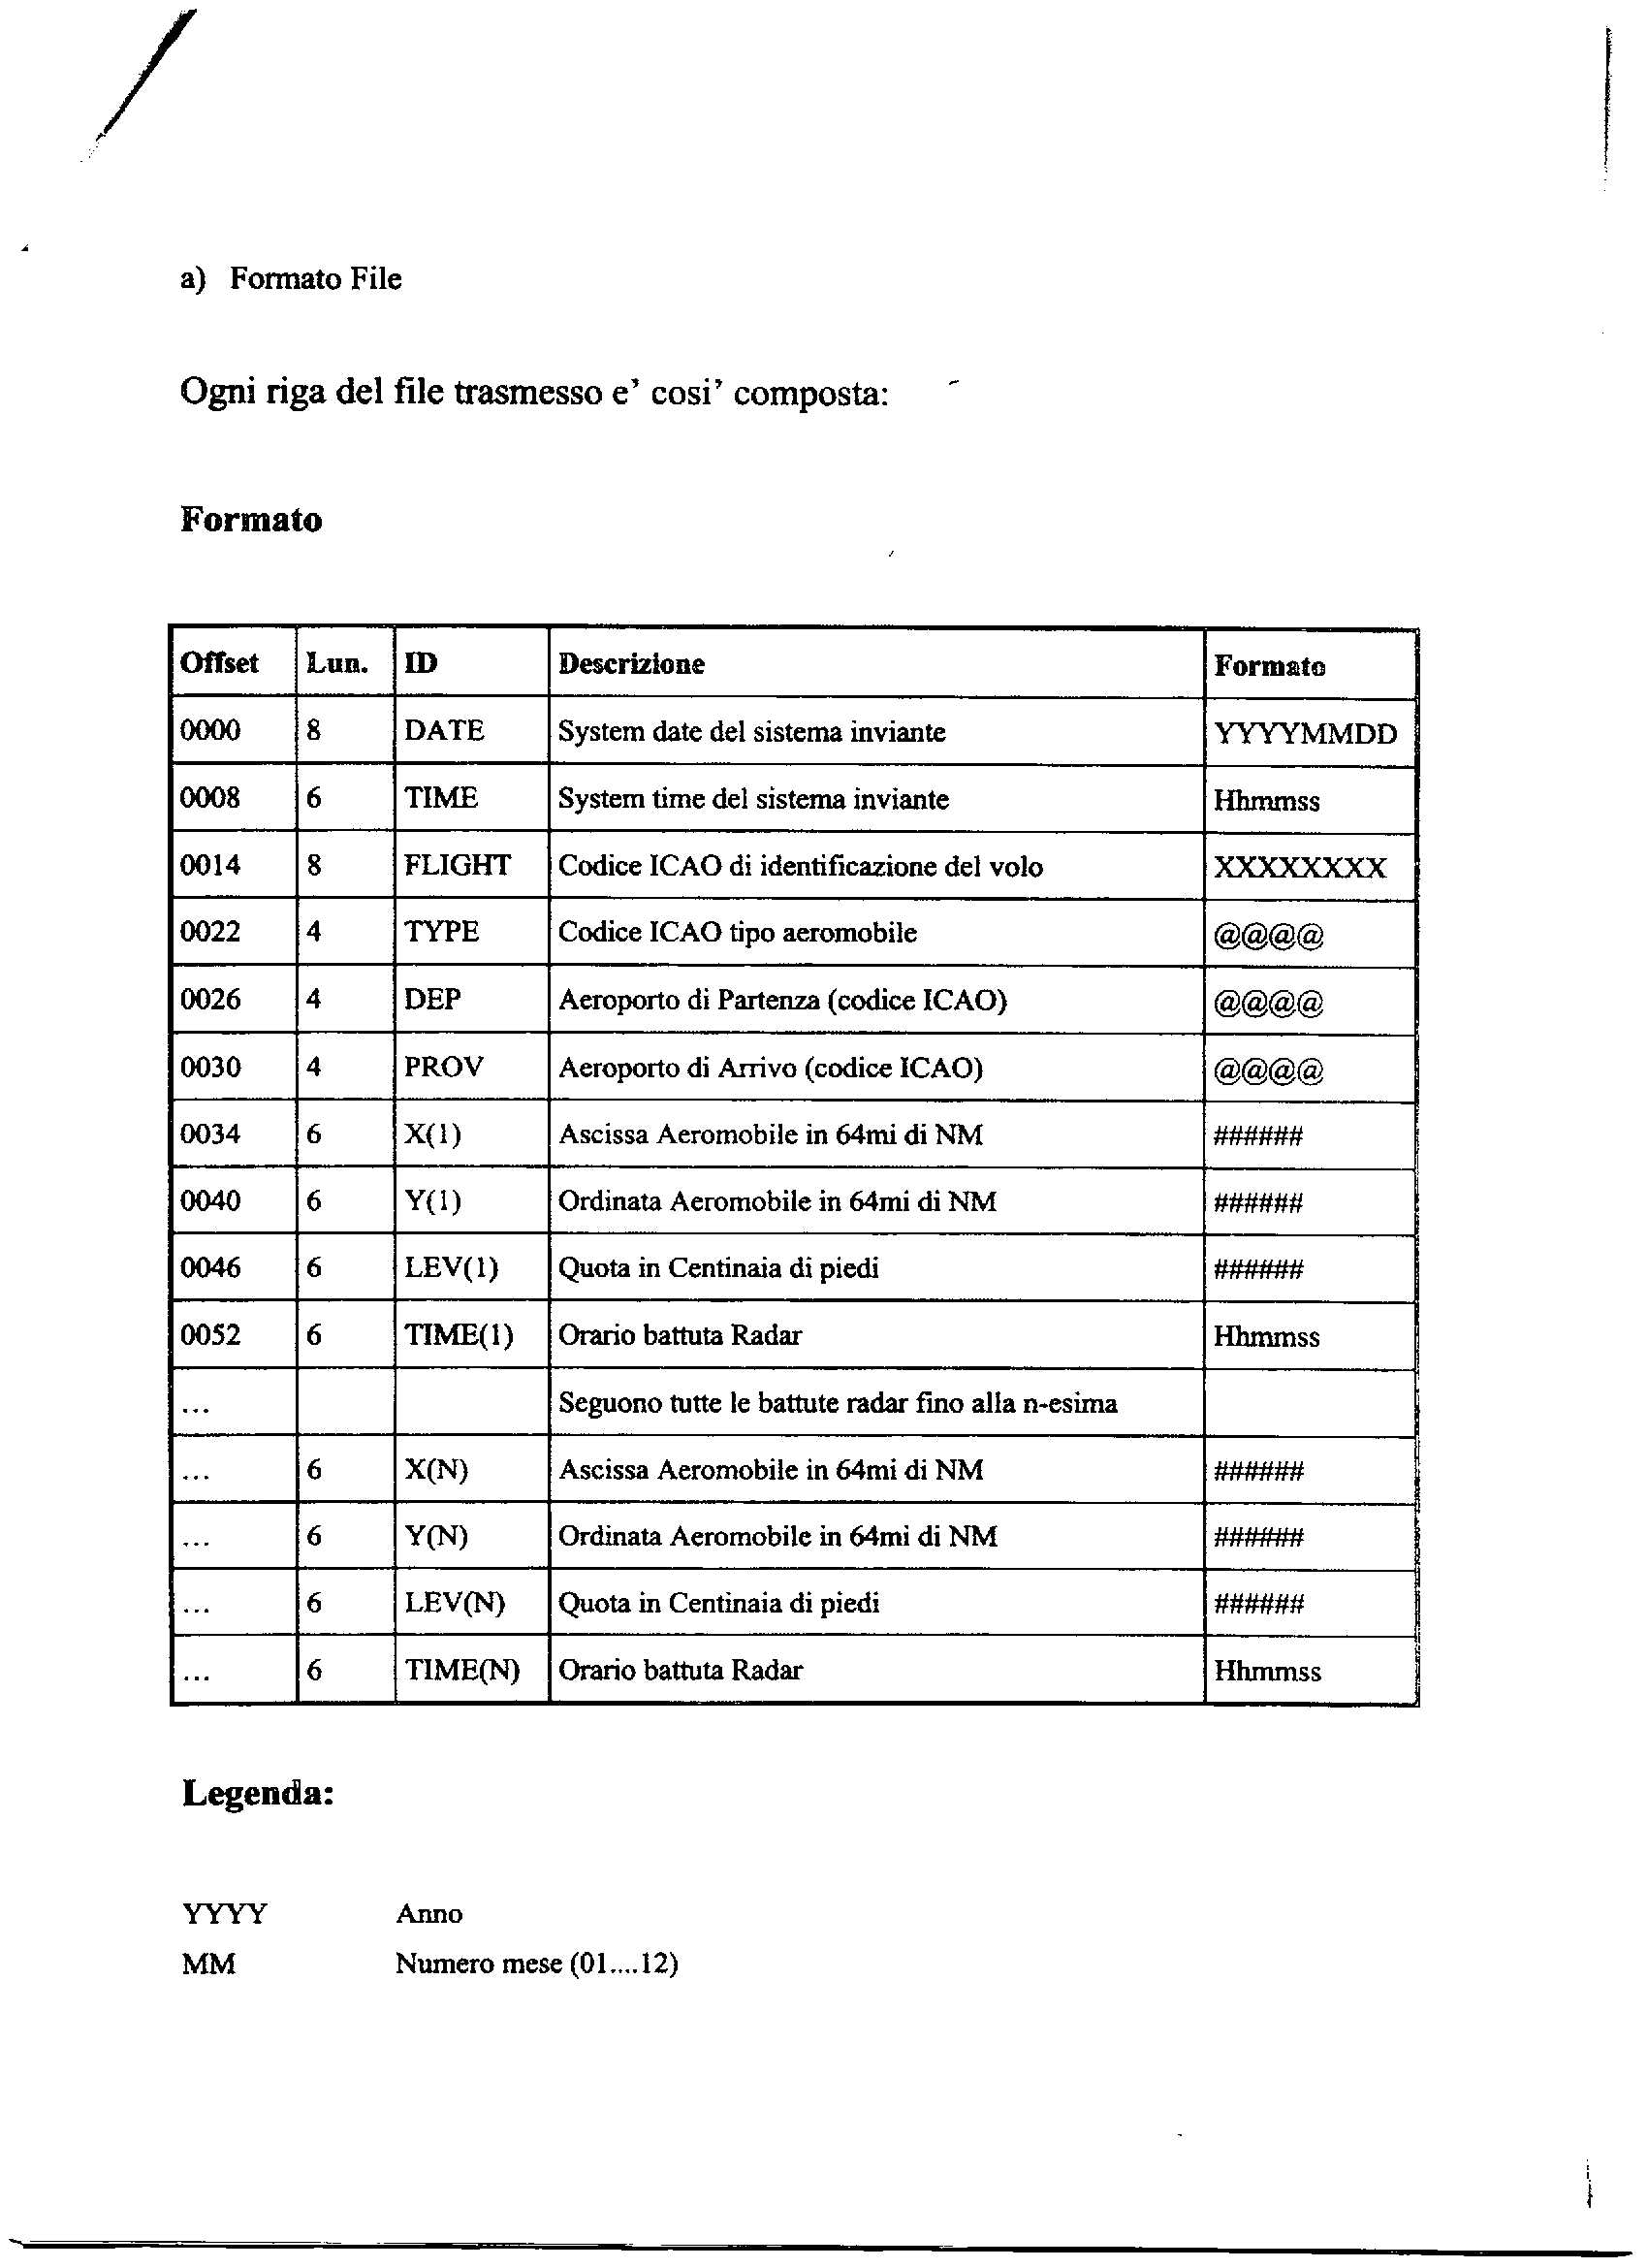 a) Formato File
Ogni riga del file trasmesso e' cosi' composta:
Formato
Offset Lun. ID Descrizione Formato
0000 8 DATE System date del sistema inviante YYYYMMDD
0008 6 TIME System time del sistema inviante Hhmmss
0014 8 FLIGHT Codice ICAO di identificazione del volo XXXXXXXX
0022 4 TYPE Codice ICAO tipo aeromobile @@@@
0026 4 DEP Aeroporto di Partenza (codice ICAO) @@@@
0030 4 PROV Aeroporto di Arrivo (codice ICAO) @@@@
0034 6 X(1) Ascissa Aeromobile in 64mi di NM ######
0040 6 Y(1) Ordinata Aeromobile in 64mi di NM ######
0046 6 LEV(1) Quota in Centinaia di piedi ######
0052 6 TIME(1) Orario battuta Radar Hhmmss
... Seguono tutte le battute radar fino alla n-esima
... 6 X(N) Ascissa Aeromobile in 64mi di NM ######
... 6 Y(N) Ordinata Aeromobile in 64mi di NM ######
... 6 LEV(N) Quota in Centinaia di piedi ######
... 6 TIME(N) Orario battuta Radar Hhmmss
Legenda:
YYYY Anno
MM Numero mese (01....12)